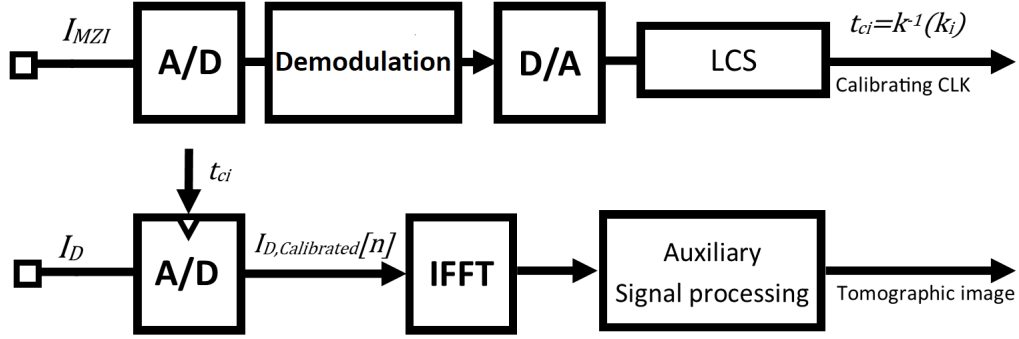 I_MZI
A/D
Demodulation
D/A
LCS
t_ci=k^-1(k_i)
Calibrating CLK
t_ci
I_D
A/D
I_D,Calibrated[n]
IFFT
Auxiliary
Signal processing
Tomographic image